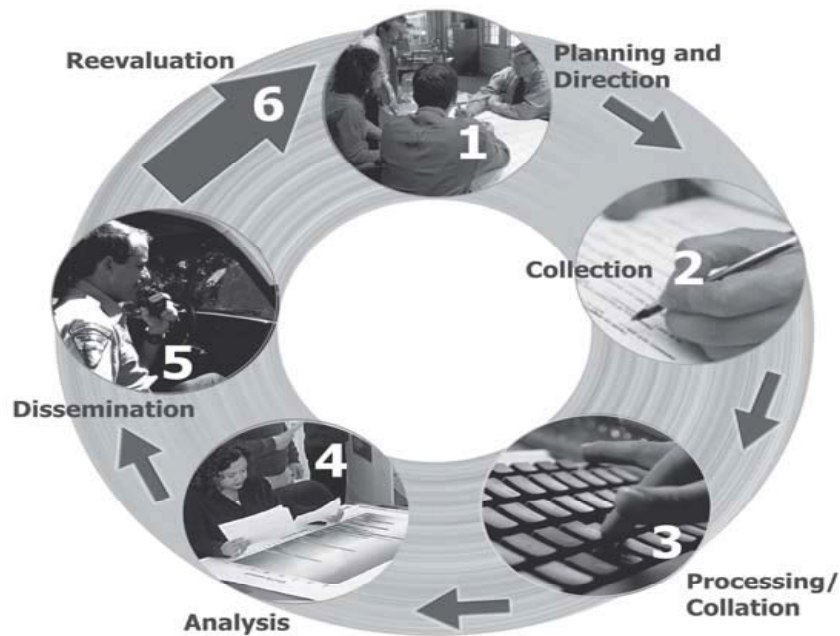 Planning and
Direction
1
Collection
2
3
Processing/
Collation
4
Analysis
5
Dissemination
6
Reevaluation